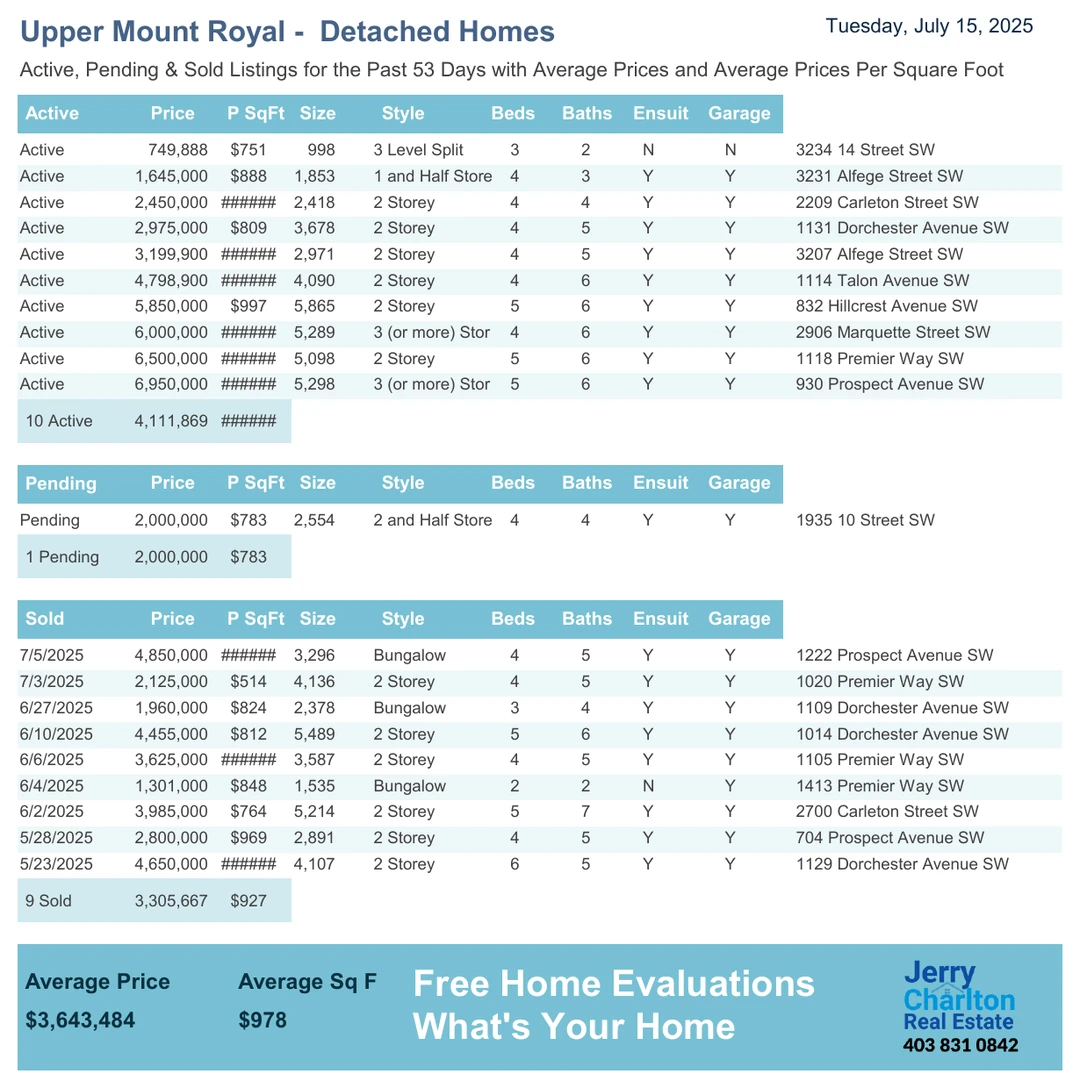 Upper Mount Royal - Detached Homes
Tuesday, July 15, 2025
Active, Pending & Sold Listings for the Past 53 Days with Average Prices and Average Prices Per Square Foot
Active Price P SqFt Size Style Beds Baths Ensuit Garage
Active 749,888 $751 998 3 Level Split 3 2 N N 3234 14 Street SW
Active 1,645,000 $888 1,853 1 and Half Store 4 3 Y Y 3231 Alfege Street SW
Active 2,450,000 ###### 2,418 2 Storey 4 4 Y Y 2209 Carleton Street SW
Active 2,975,000 $809 3,678 2 Storey 4 5 Y Y 1131 Dorchester Avenue SW
Active 3,199,900 ###### 2,971 2 Storey 4 5 Y Y 3207 Alfege Street SW
Active 4,798,900 ###### 4,090 2 Storey 4 6 Y Y 1114 Talon Avenue SW
Active 5,850,000 $997 5,865 2 Storey 5 6 Y Y 832 Hillcrest Avenue SW
Active 6,000,000 ###### 5,289 3 (or more) Stor 4 6 Y Y 2906 Marquette Street SW
Active 6,500,000 ###### 5,098 2 Storey 5 6 Y Y 1118 Premier Way SW
Active 6,950,000 ###### 5,298 3 (or more) Stor 5 6 Y Y 930 Prospect Avenue SW
10 Active 4,111,869 ######
Pending Price P SqFt Size Style Beds Baths Ensuit Garage
Pending 2,000,000 $783 2,554 2 and Half Store 4 4 Y Y 1935 10 Street SW
1 Pending 2,000,000 $783
Sold Price P SqFt Size Style Beds Baths Ensuit Garage
7/5/2025 4,850,000 ###### 3,296 Bungalow 4 5 Y Y 1222 Prospect Avenue SW
7/3/2025 2,125,000 $514 4,136 2 Storey 4 5 Y Y 1020 Premier Way SW
6/27/2025 1,960,000 $824 2,378 Bungalow 3 4 Y Y 1109 Dorchester Avenue SW
6/10/2025 4,455,000 $812 5,489 2 Storey 5 6 Y Y 1014 Dorchester Avenue SW
6/6/2025 3,625,000 ###### 3,587 2 Storey 4 5 Y Y 1105 Premier Way SW
6/4/2025 1,301,000 $848 1,535 Bungalow 2 2 N Y 1413 Premier Way SW
6/2/2025 3,985,000 $764 5,214 2 Storey 5 7 Y Y 2700 Carleton Street SW
5/28/2025 2,800,000 $969 2,891 2 Storey 4 5 Y Y 704 Prospect Avenue SW
5/23/2025 4,650,000 ###### 4,107 2 Storey 6 5 Y Y 1129 Dorchester Avenue SW
9 Sold 3,305,667 $927
Average Price Average Sq F
$3,643,484 $978
Free Home Evaluations
What's Your Home
Jerry
Charlton
Real Estate
403 831 0842